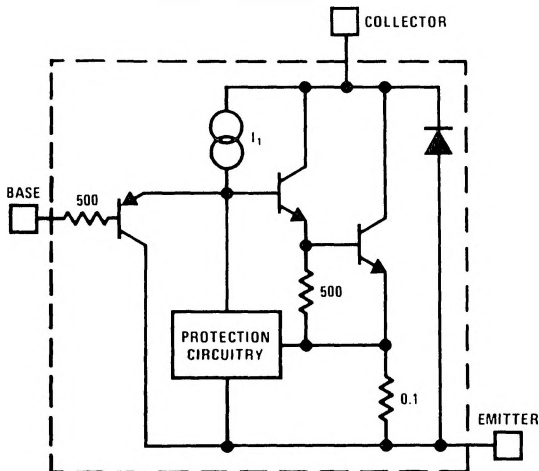 COLLECTOR
I₁
BASE
500
500
PROTECTION
CIRCUITRY
0.1
EMITTER